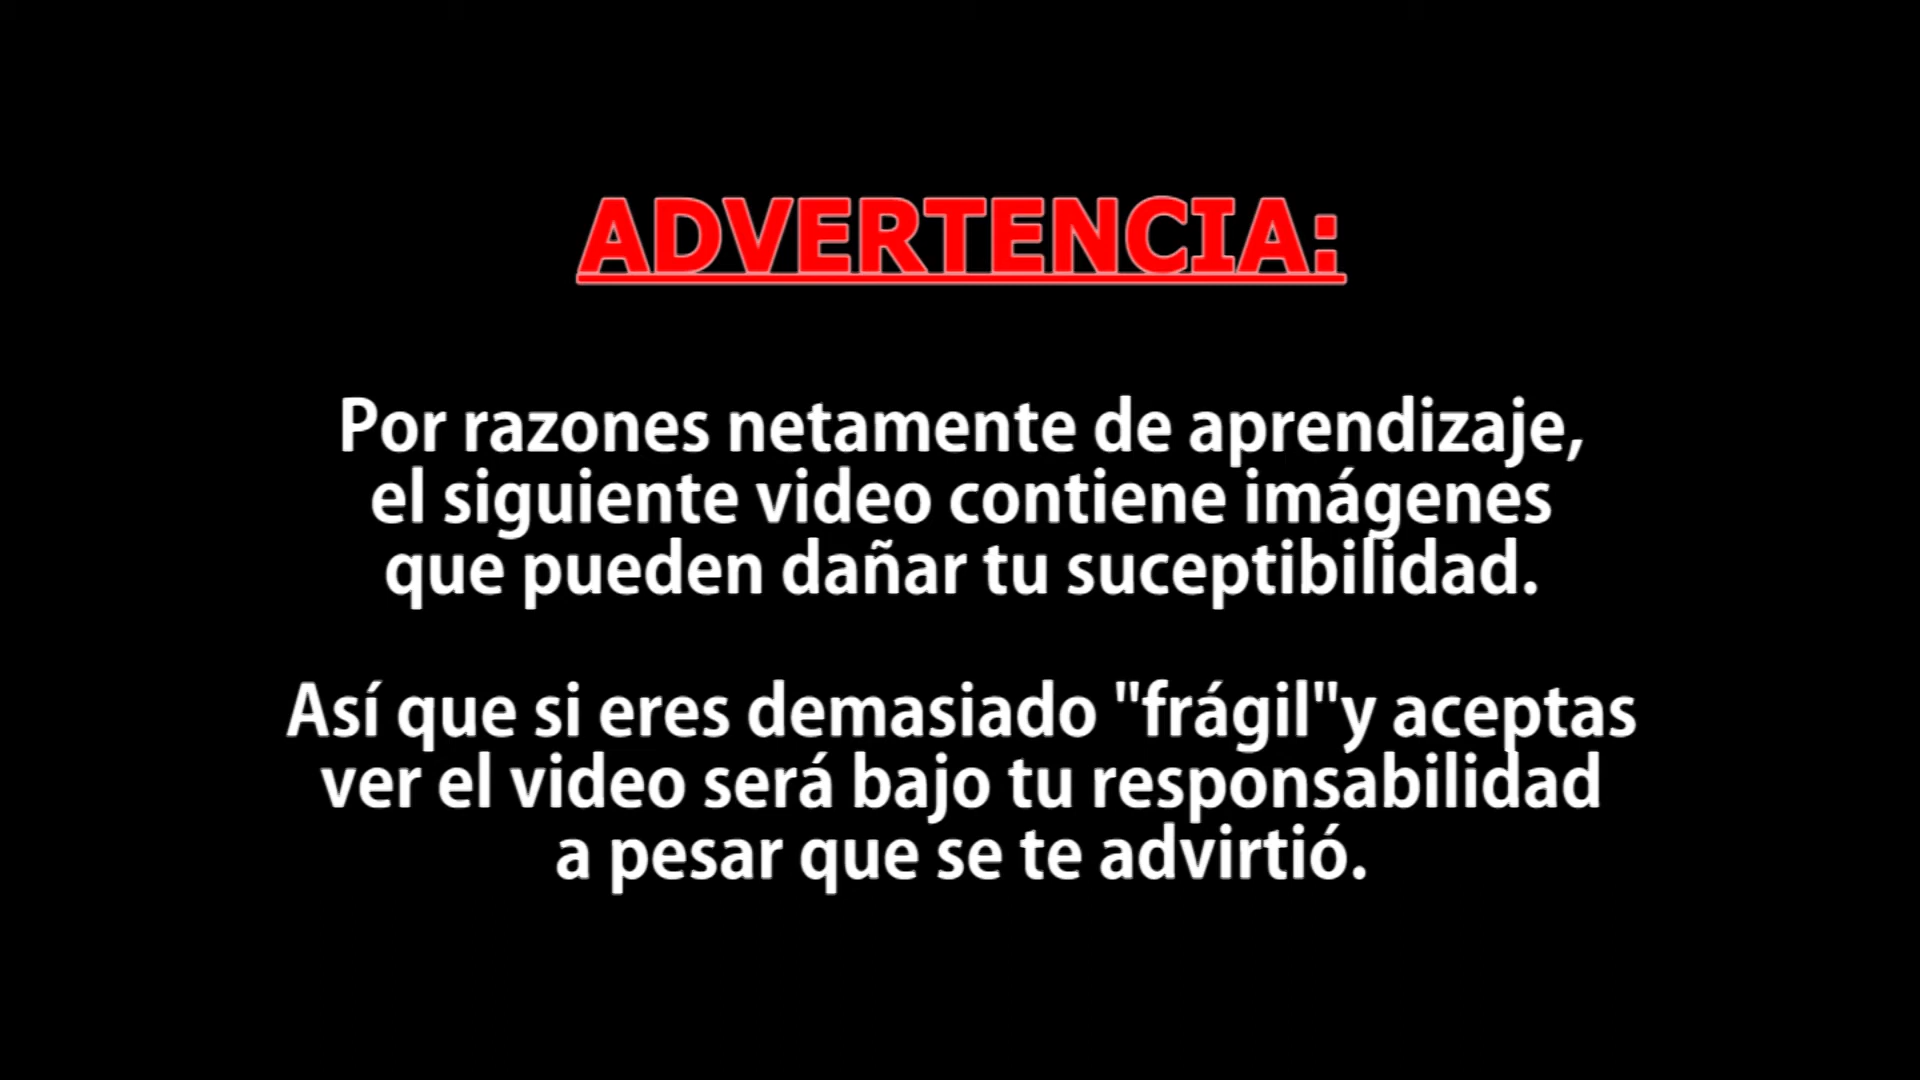 ADVERTENCIA:
Por razones netamente de aprendizaje,
el siguiente video contiene imágenes
que pueden dañar tu suceptibilidad.
Así que si eres demasiado "frágil"y aceptas
ver el video será bajo tu responsabilidad
a pesar que se te advirtió.